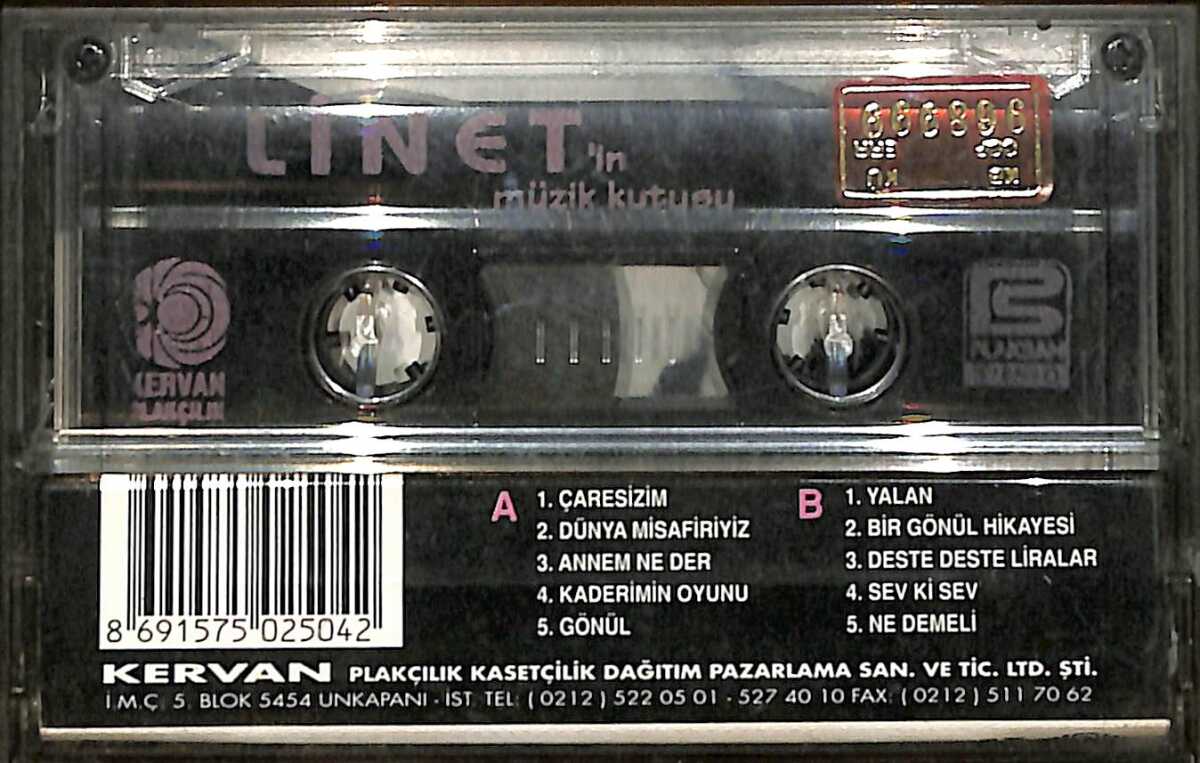 LİNET'in
müzik kutusu
KERVAN
PLAKÇILIK
A
1. ÇARESİZİM
2. DÜNYA MİSAFİRİYİZ
3. ANNEM NE DER
4. KADERİMİN OYUNU
5. GÖNÜL
B
1. YALAN
2. BİR GÖNÜL HİKAYESİ
3. DESTE DESTE LİRALAR
4. SEV Kİ SEV
5. NE DEMELİ
8 691575 025042
KERVAN PLAKÇILIK KASETÇİLİK DAĞITIM PAZARLAMA SAN. VE TİC. LTD. ŞTİ.
İ.M.Ç. 5. BLOK 5454 UNKAPANI - İST. TEL: (0212) 522 05 01 - 527 40 10 FAX: (0212) 511 70 62